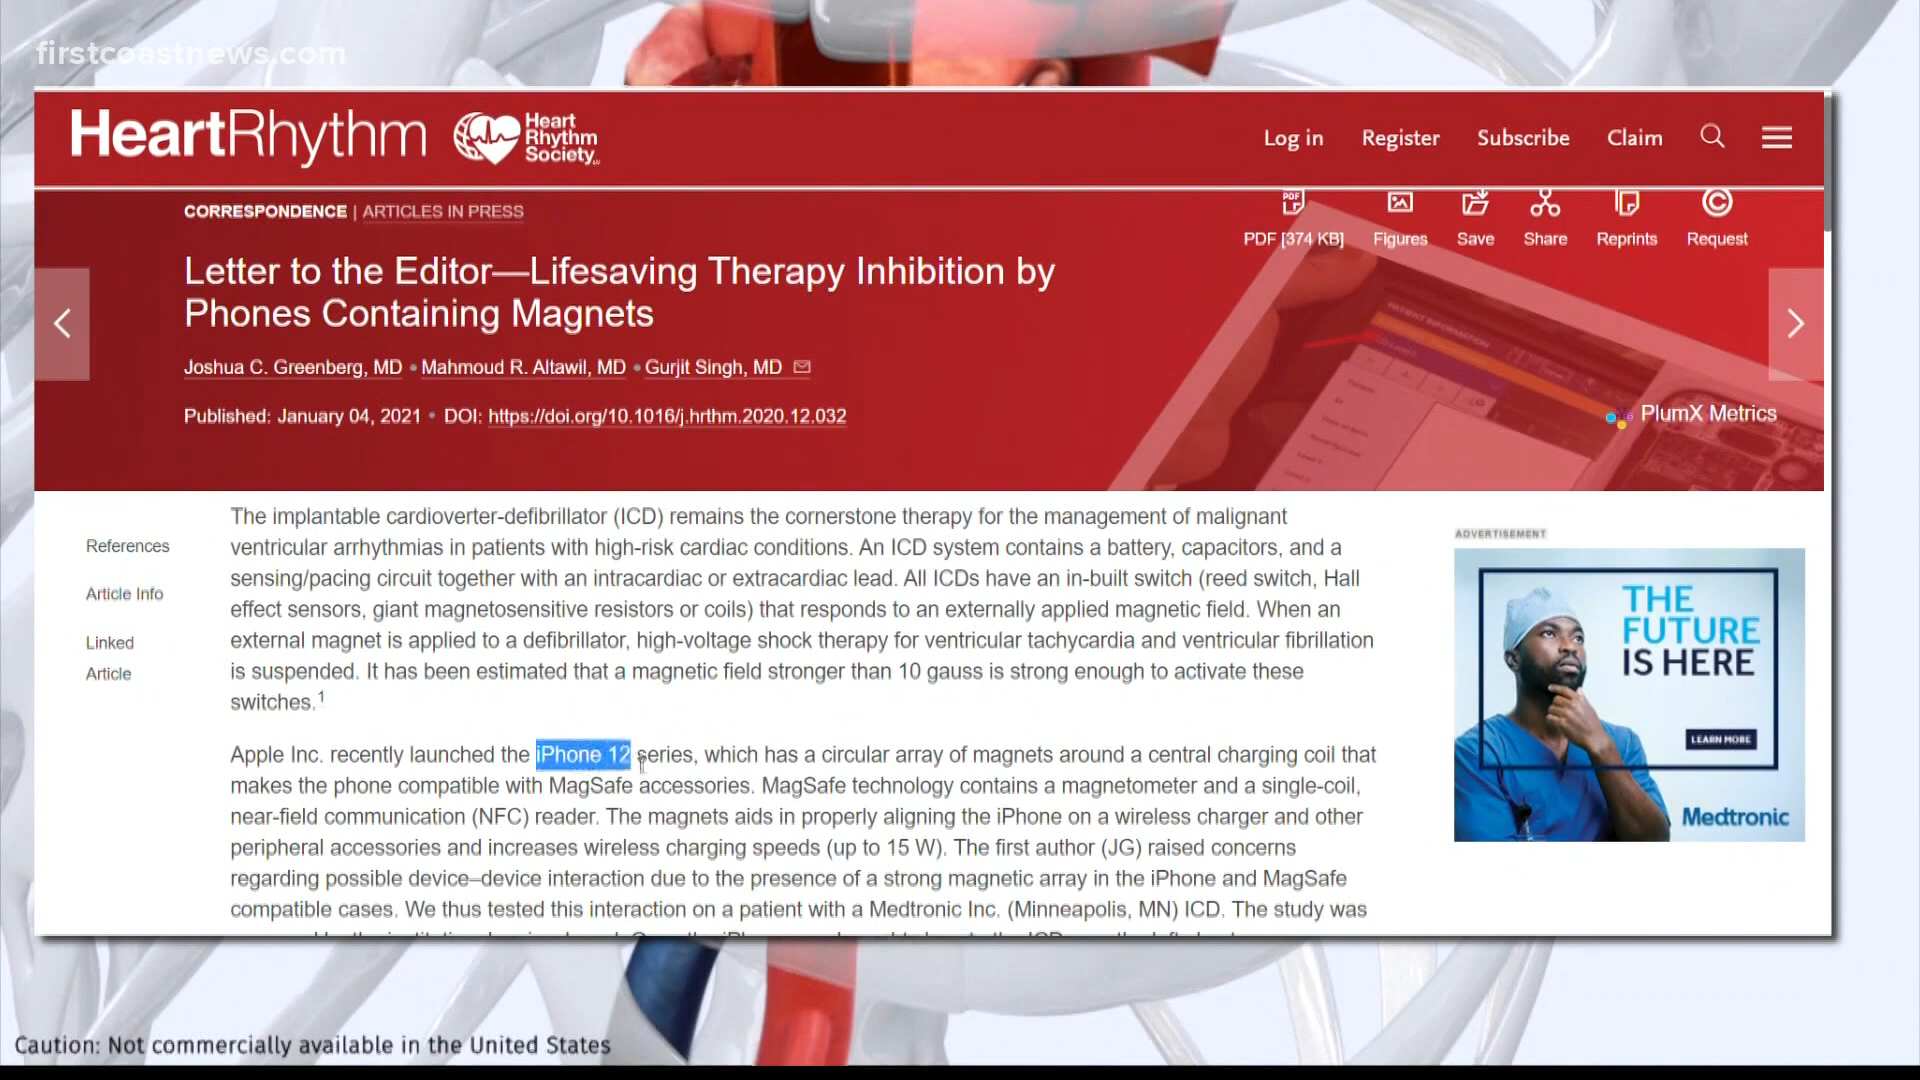 firstcoastnews.com
HeartRhythm
Heart
Rhythm
Society
Log in
Register
Subscribe
Claim
CORRESPONDENCE | ARTICLES IN PRESS
PDF
PDF [374 KB]
Figures
Save
Share
Reprints
Request
Letter to the Editor—Lifesaving Therapy Inhibition by
Phones Containing Magnets
Joshua C. Greenberg, MD • Mahmoud R. Altawil, MD • Gurjit Singh, MD
Published: January 04, 2021 • DOI: https://doi.org/10.1016/j.hrthm.2020.12.032
PATIENT INFORMATION
PlumX Metrics
References
Article Info
Linked
Article
The implantable cardioverter-defibrillator (ICD) remains the cornerstone therapy for the management of malignant
ventricular arrhythmias in patients with high-risk cardiac conditions. An ICD system contains a battery, capacitors, and a
sensing/pacing circuit together with an intracardiac or extracardiac lead. All ICDs have an in-built switch (reed switch, Hall
effect sensors, giant magnetosensitive resistors or coils) that responds to an externally applied magnetic field. When an
external magnet is applied to a defibrillator, high-voltage shock therapy for ventricular tachycardia and ventricular fibrillation
is suspended. It has been estimated that a magnetic field stronger than 10 gauss is strong enough to activate these
switches.1
Apple Inc. recently launched the iPhone 12 series, which has a circular array of magnets around a central charging coil that
makes the phone compatible with MagSafe accessories. MagSafe technology contains a magnetometer and a single-coil,
near-field communication (NFC) reader. The magnets aids in properly aligning the iPhone on a wireless charger and other
peripheral accessories and increases wireless charging speeds (up to 15 W). The first author (JG) raised concerns
regarding possible device–device interaction due to the presence of a strong magnetic array in the iPhone and MagSafe
compatible cases. We thus tested this interaction on a patient with a Medtronic Inc. (Minneapolis, MN) ICD. The study was
ADVERTISEMENT
THE
FUTURE
IS HERE
LEARN MORE
Medtronic
Caution: Not commercially available in the United States